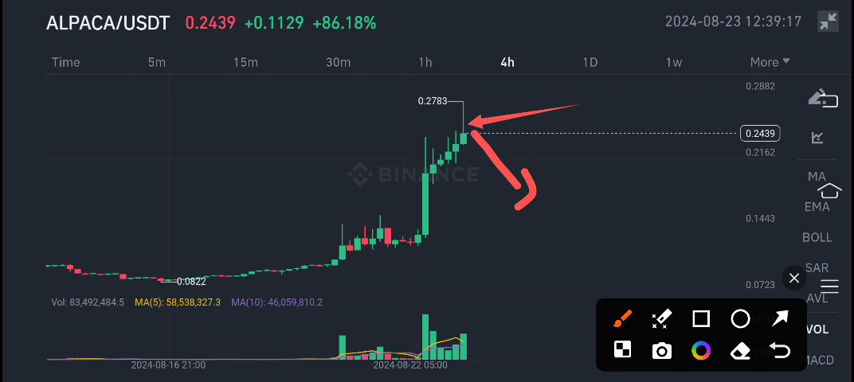 ALPACA/USDT 0.2439 +0.1129 +86.18% 2024-08-23 12:39:17
Time 5m 15m 30m 1h 4h 1D 1w More
0.2882
0.2783
0.2439
0.2162
BINANCE
MA
EMA
0.1443
BOLL
SAR
0.0822
0.0723
AVL
Vol: 83,492,484.5 MA(5): 58,538,327.3 MA(10): 46,059,810.2
VOL
MACD
2024-08-16 21:00 2024-08-22 05:00